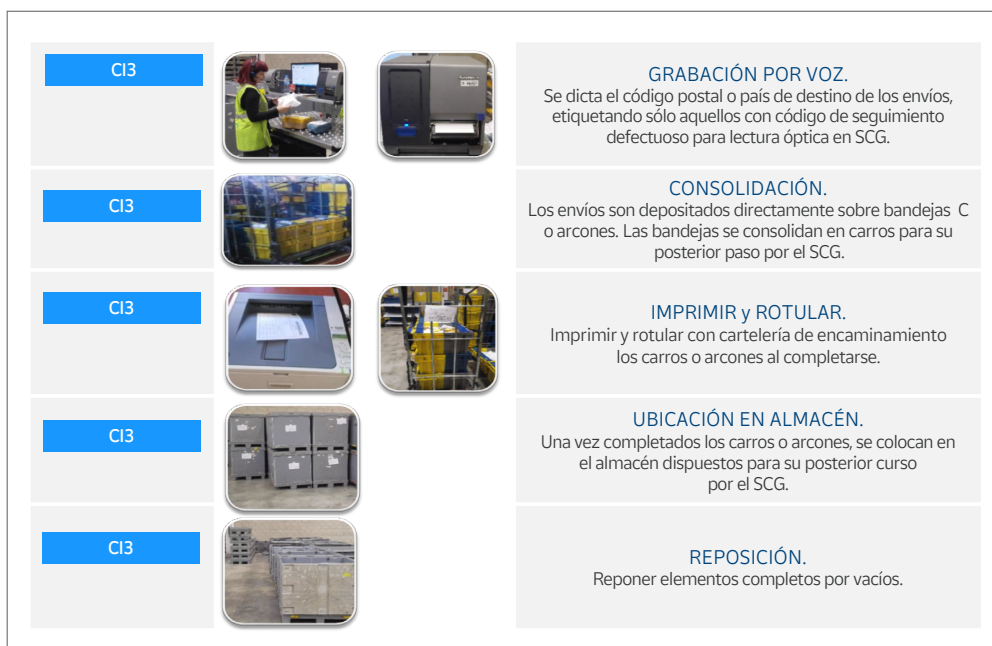 CI3
GRABACIÓN POR VOZ.
Se dicta el código postal o país de destino de los envíos,
etiquetando sólo aquellos con código de seguimiento
defectuoso para lectura óptica en SCG.
CI3
CONSOLIDACIÓN.
Los envíos son depositados directamente sobre bandejas C
o arcones. Las bandejas se consolidan en carros para su
posterior paso por el SCG.
CI3
IMPRIMIR y ROTULAR.
Imprimir y rotular con cartelería de encaminamiento
los carros o arcones al completarse.
CI3
UBICACIÓN EN ALMACÉN.
Una vez completados los carros o arcones, se colocan en
el almacén dispuestos para su posterior curso
por el SCG.
CI3
REPOSICIÓN.
Reponer elementos completos por vacíos.